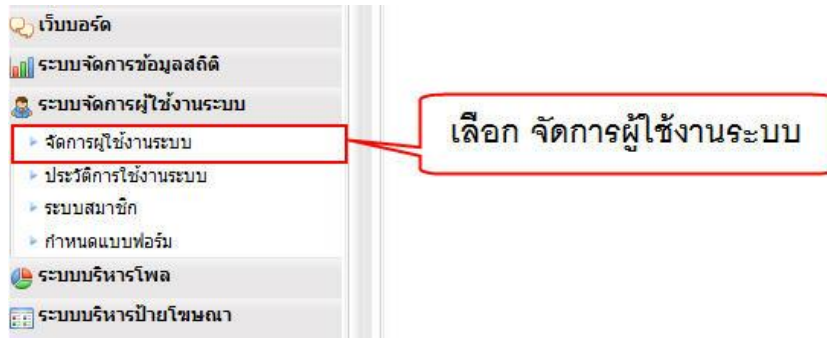 เว็บบอร์ด
ระบบจัดการข้อมูลสถิติ
ระบบจัดการผู้ใช้งานระบบ
จัดการผู้ใช้งานระบบ
เลือก จัดการผู้ใช้งานระบบ
ประวัติการใช้งานระบบ
ระบบสมาชิก
กำหนดแบบฟอร์ม
ระบบบริหารโพล
ระบบบริหารป้ายโฆษณา